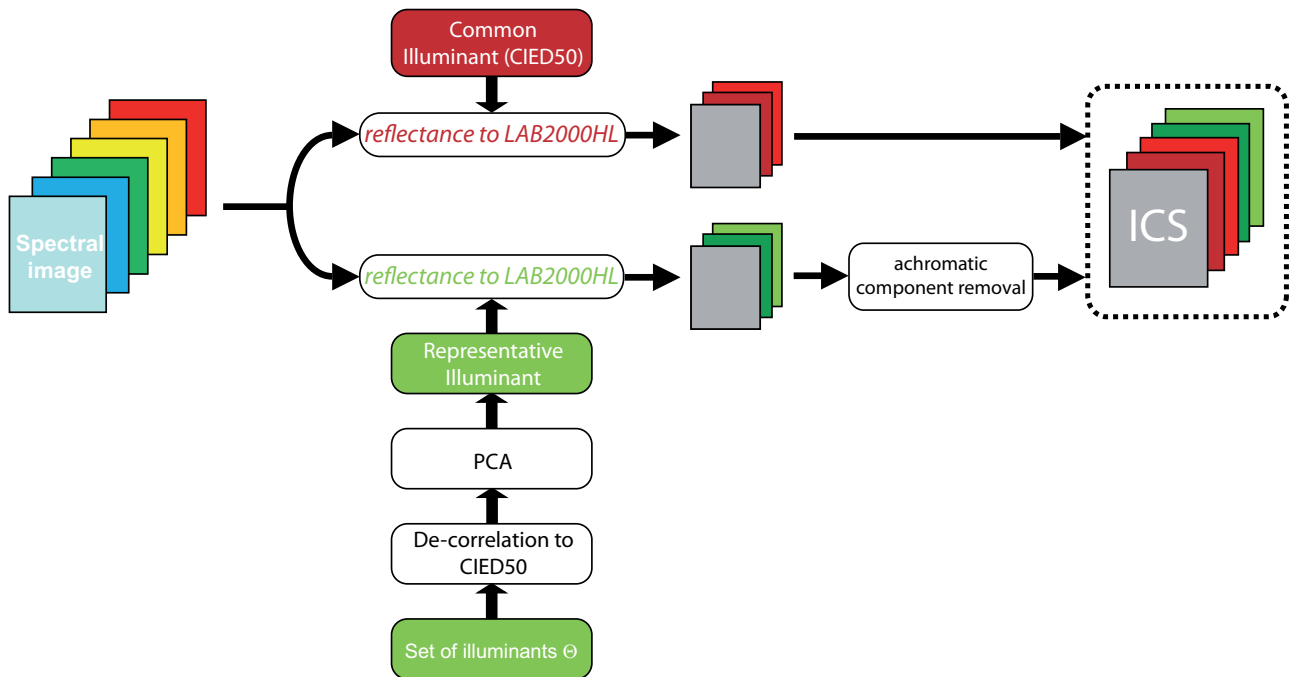 Common
Illuminant (CIED50)
reflectance to LAB2000HL
Spectral
image
ICS
reflectance to LAB2000HL
achromatic
component removal
Representative
Illuminant
PCA
De-correlation to
CIED50
Set of illuminants Θ